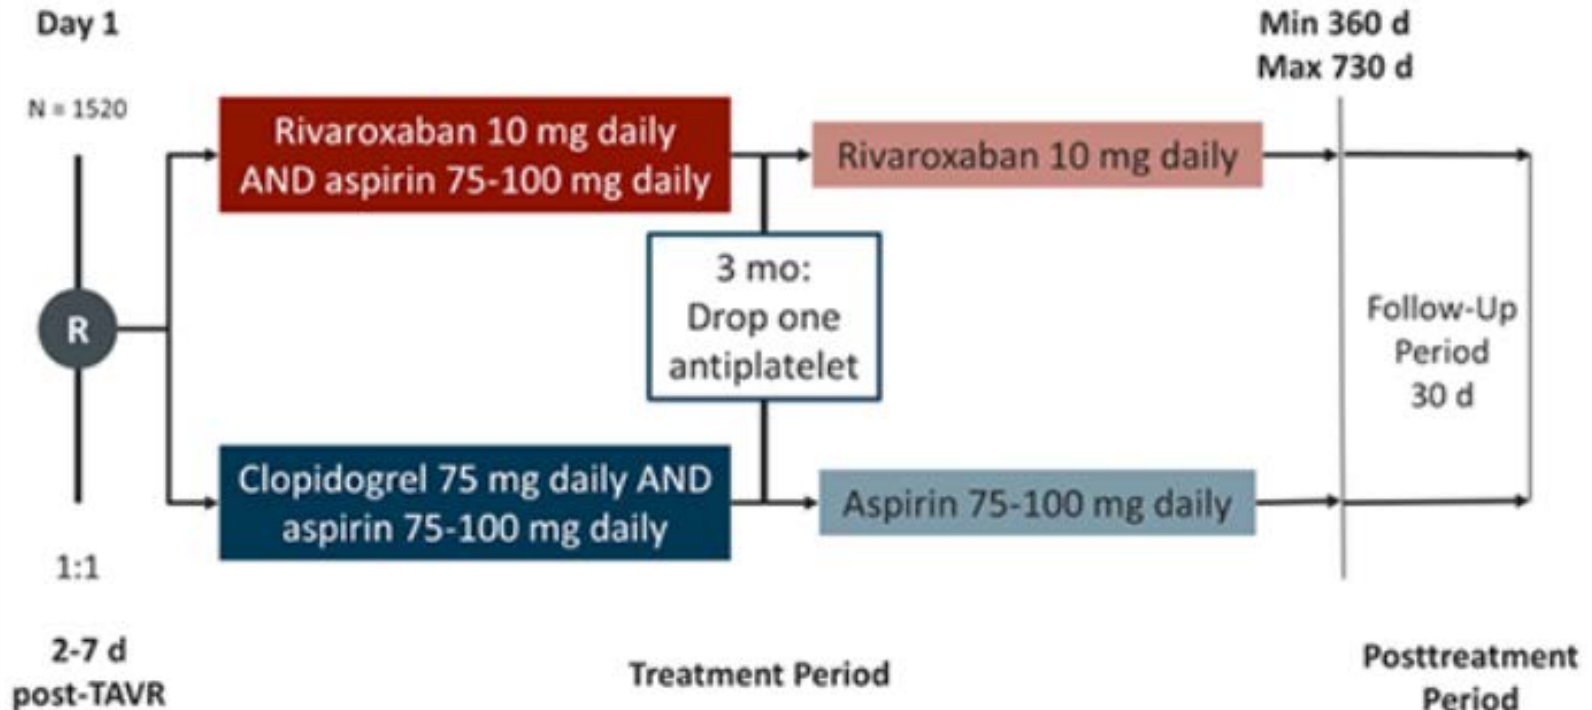 Day 1
N = 1520
R
1:1
2-7 d
post-TAVR
Rivaroxaban 10 mg daily
AND aspirin 75-100 mg daily
Clopidogrel 75 mg daily AND
aspirin 75-100 mg daily
3 mo:
Drop one
antiplatelet
Rivaroxaban 10 mg daily
Aspirin 75-100 mg daily
Treatment Period
Min 360 d
Max 730 d
Follow-Up
Period
30 d
Posttreatment
Period